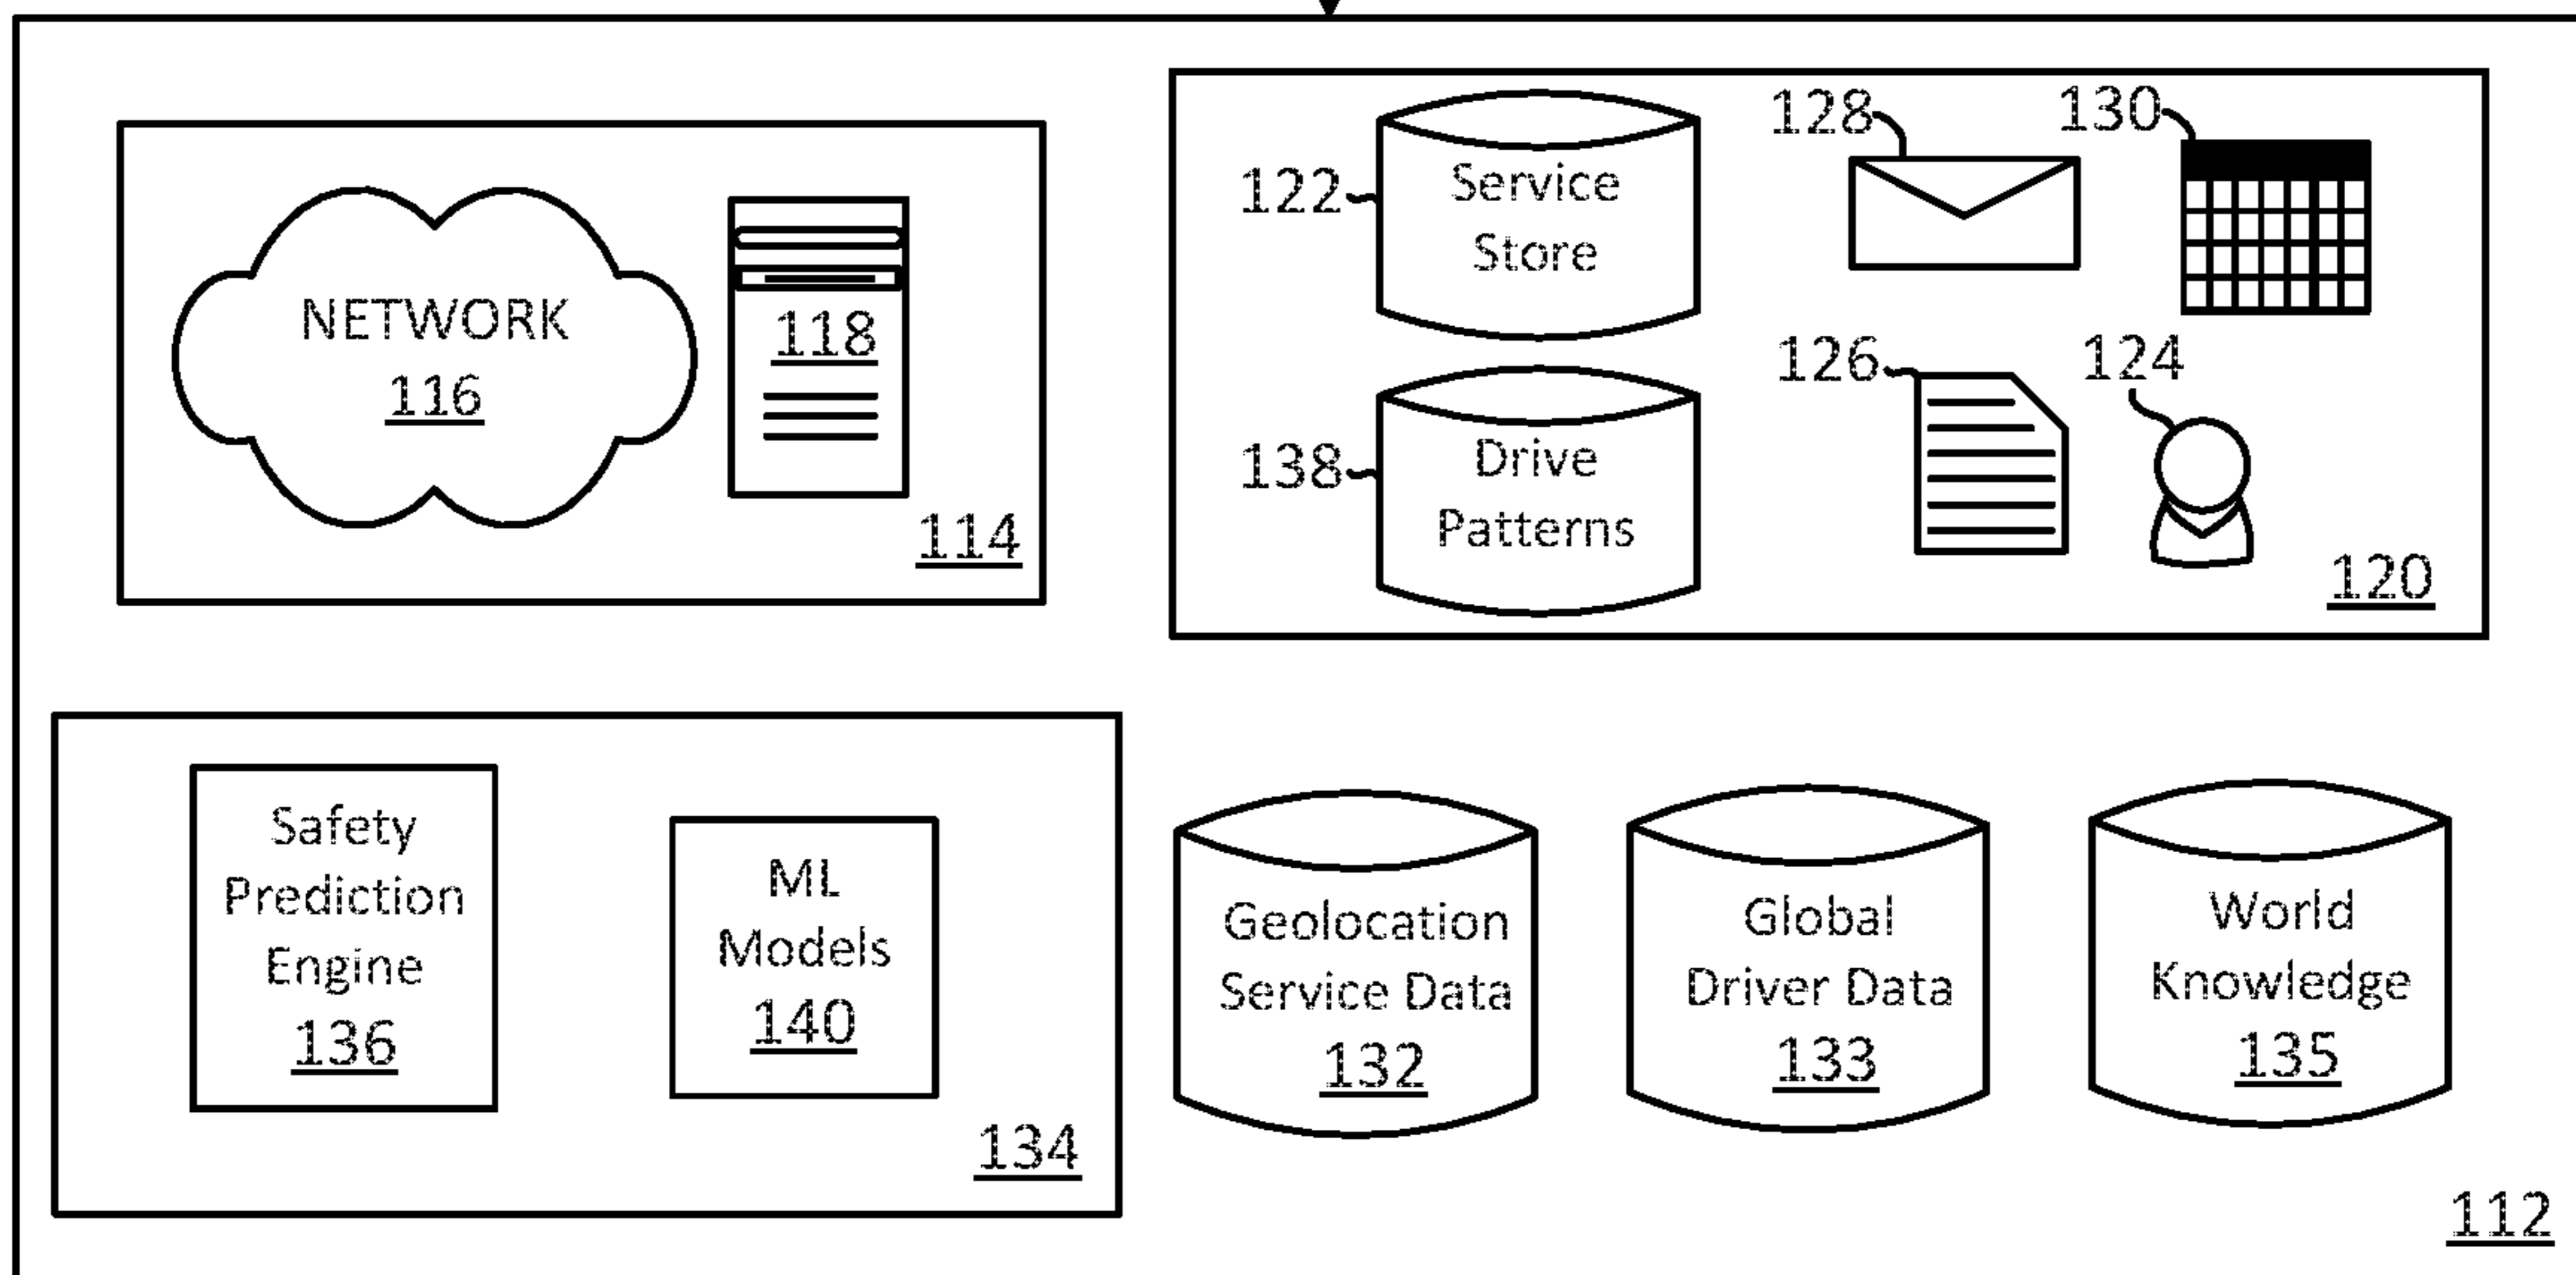 NETWORK
116
118
114
122
Service
Store
128
130
138
Drive
Patterns
126
124
120
Safety
Prediction
Engine
136
ML
Models
140
134
Geolocation
Service Data
132
Global
Driver Data
133
World
Knowledge
135
112